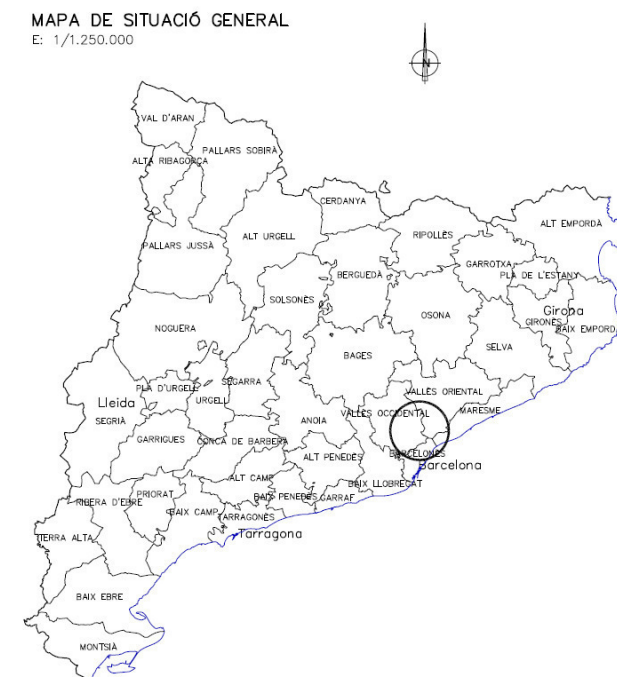 MAPA DE SITUACIÓ GENERAL
E: 1/1.250.000
N
VAL D'ARAN
PALLARS SOBIRÀ
ALTA RIBAGORÇA
CERDANYA
ALT EMPORDÀ
ALT URGELL
RIPOLLÈS
PALLARS JUSSÀ
GARROTXA
BERGUEDÀ
PLA DE L'ESTANY
SOLSONÈS
Girona
OSONA
GIRONÈS
NOGUERA
BAIX EMPORD
SELVA
BAGES
SEGARRA
PLA D'URGELL
VALLÈS ORIENTAL
URGELL
Lleida
MARESME
VALLÈS OCCIDENTAL
SEGRIÀ
ANOIA
GARRIGUES
CONCA DE BARBERÀ
BARCELONÈS
ALT PENEDÈS
Barcelona
ALT CAMP
BAIX LLOBREGAT
PRIORAT
BAIX PENEDÈS
GARRAF
RIBERA D'EBRE
BAIX CAMP
TARRAGONÈS
Tarragona
TERRA ALTA
BAIX EBRE
MONTSIÀ